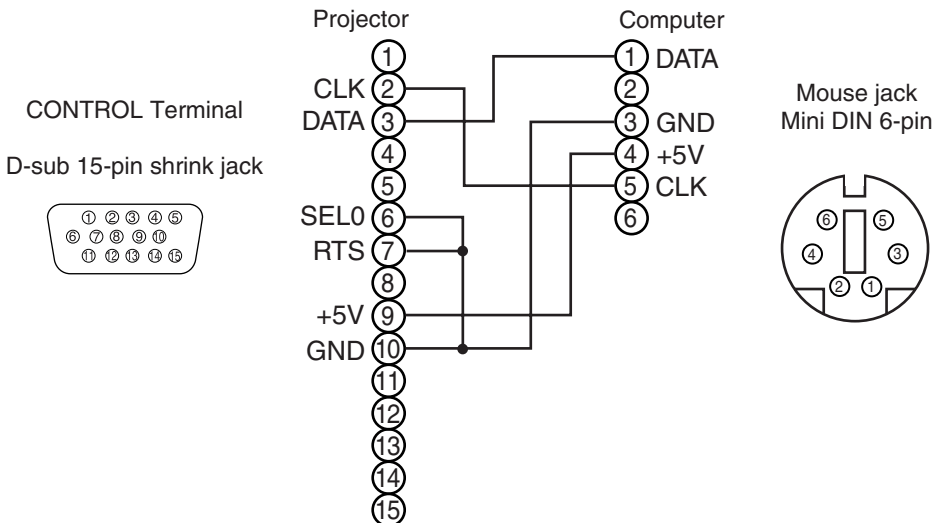 Projector
Computer
CONTROL Terminal
D-sub 15-pin shrink jack
① ② ③ ④ ⑤
⑥ ⑦ ⑧ ⑨ ⑩
⑪ ⑫ ⑬ ⑭ ⑮
①
CLK ②
DATA ③
④
⑤
SEL0 ⑥
RTS ⑦
⑧
+5V ⑨
GND ⑩
⑪
⑫
⑬
⑭
⑮
① DATA
②
③ GND
④ +5V
⑤ CLK
⑥
Mouse jack
Mini DIN 6-pin
⑥ ⑤
④ ③
② ①